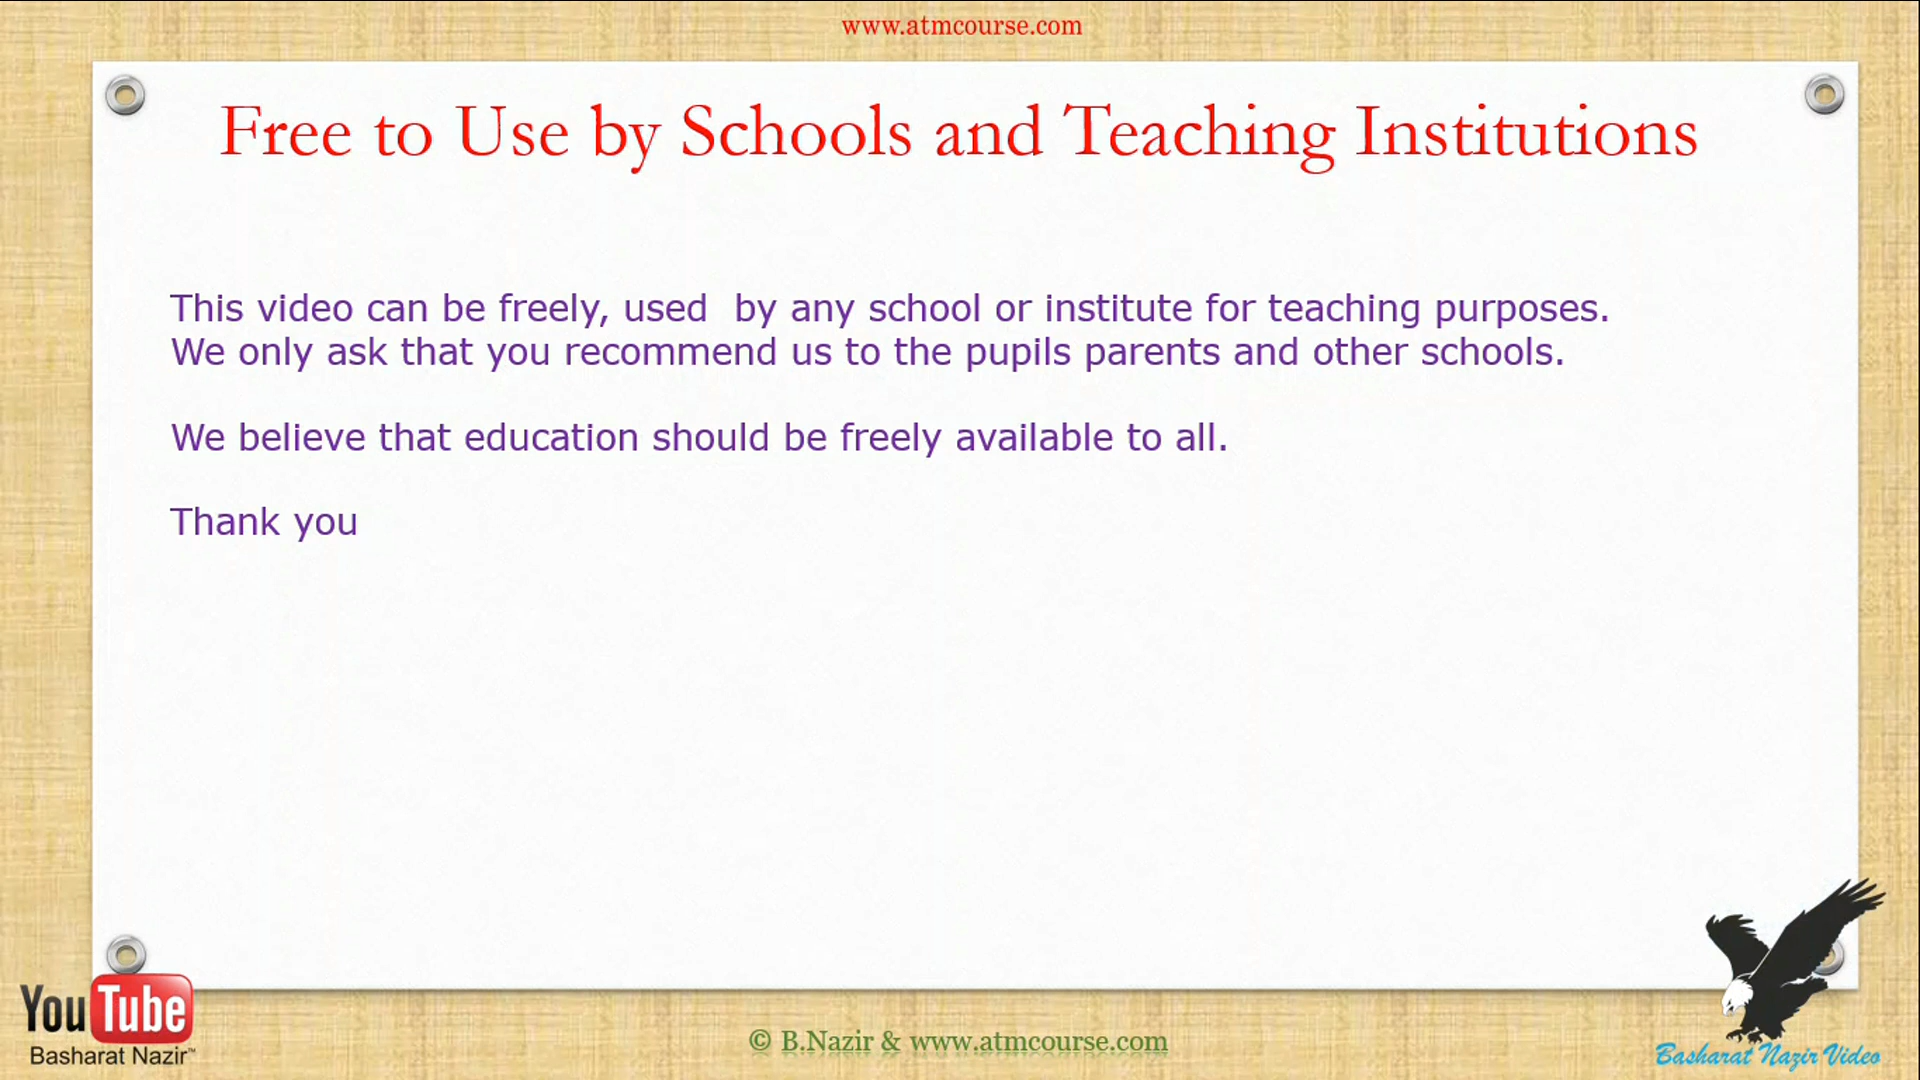 www.atmcourse.com
Free to Use by Schools and Teaching Institutions
This video can be freely, used  by any school or institute for teaching purposes.
We only ask that you recommend us to the pupils parents and other schools.
We believe that education should be freely available to all.
Thank you
YouTube
Basharat Nazir™
© B.Nazir & www.atmcourse.com
Basharat Nazir Video